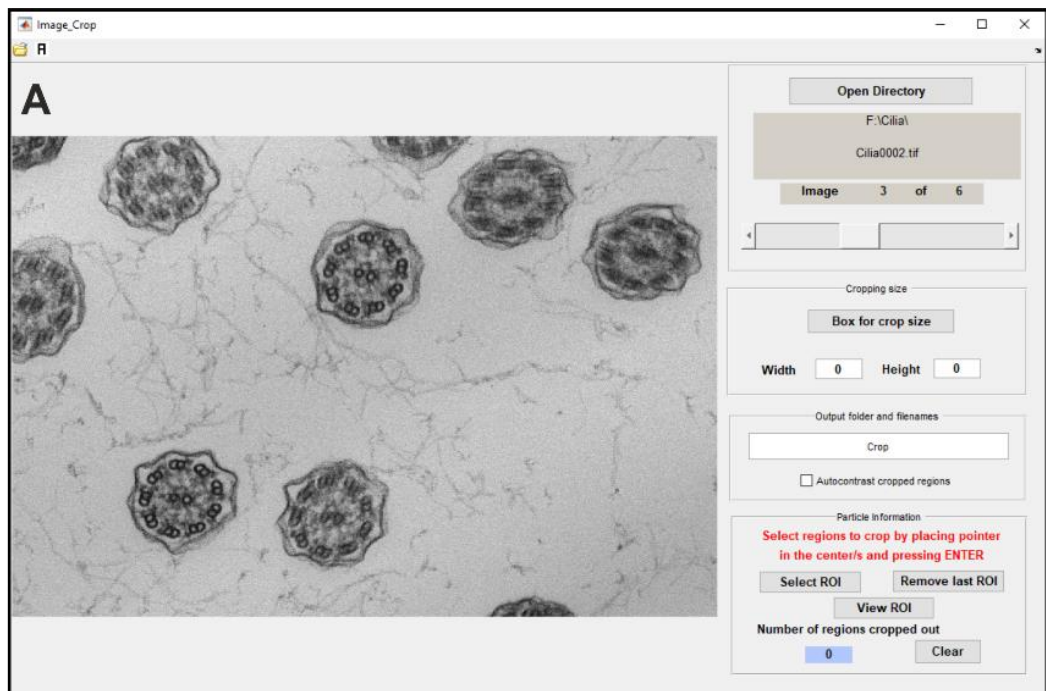 Image_Crop
A
Open Directory
F:\Cilia\
Cilia0002.tif
Image 3 of 6
Cropping size
Box for crop size
Width 0 Height 0
Output folder and filenames
Crop
Autocontrast cropped regions
Particle Information
Select regions to crop by placing pointer
in the center/s and pressing ENTER
Select ROI Remove last ROI
View ROI
Number of regions cropped out
0 Clear